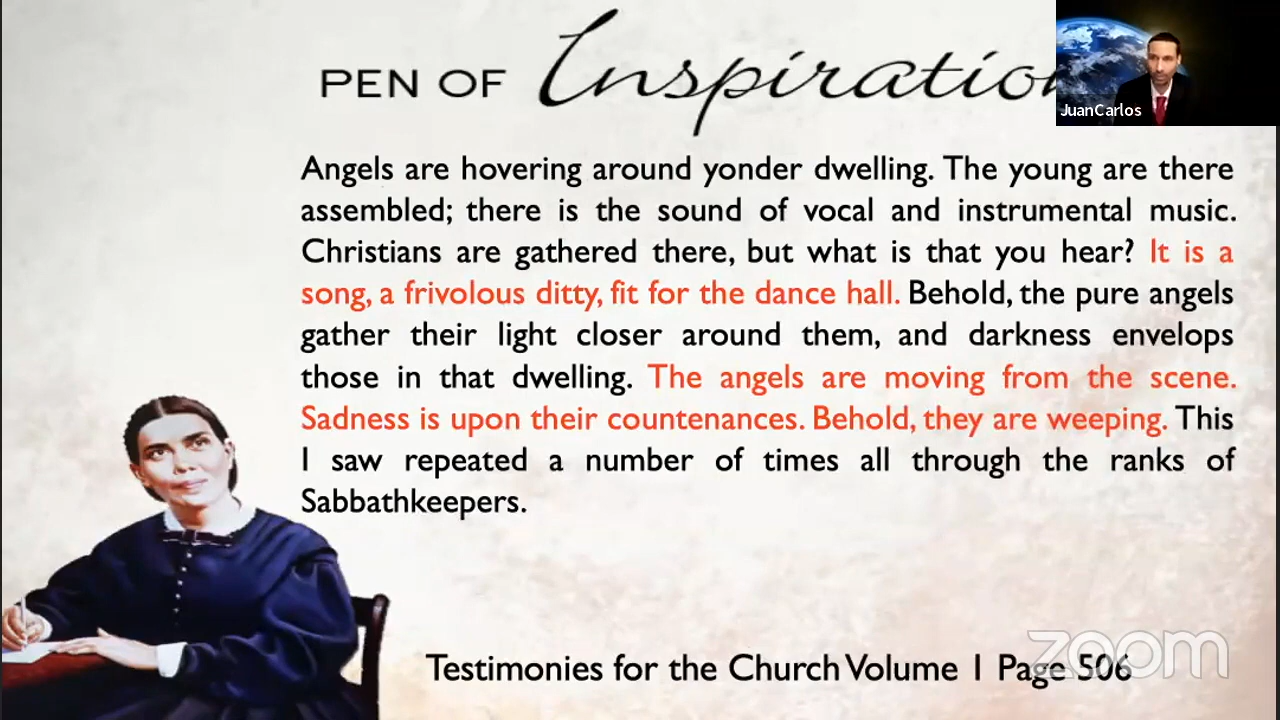 PEN OF Inspiration
JuanCarlos
Angels are hovering around yonder dwelling. The young are there
assembled; there is the sound of vocal and instrumental music.
Christians are gathered there, but what is that you hear? It is a
song, a frivolous ditty, fit for the dance hall. Behold, the pure angels
gather their light closer around them, and darkness envelops
those in that dwelling. The angels are moving from the scene.
Sadness is upon their countenances. Behold, they are weeping. This
I saw repeated a number of times all through the ranks of
Sabbathkeepers.
Testimonies for the Church Volume 1 Page 506
zoom